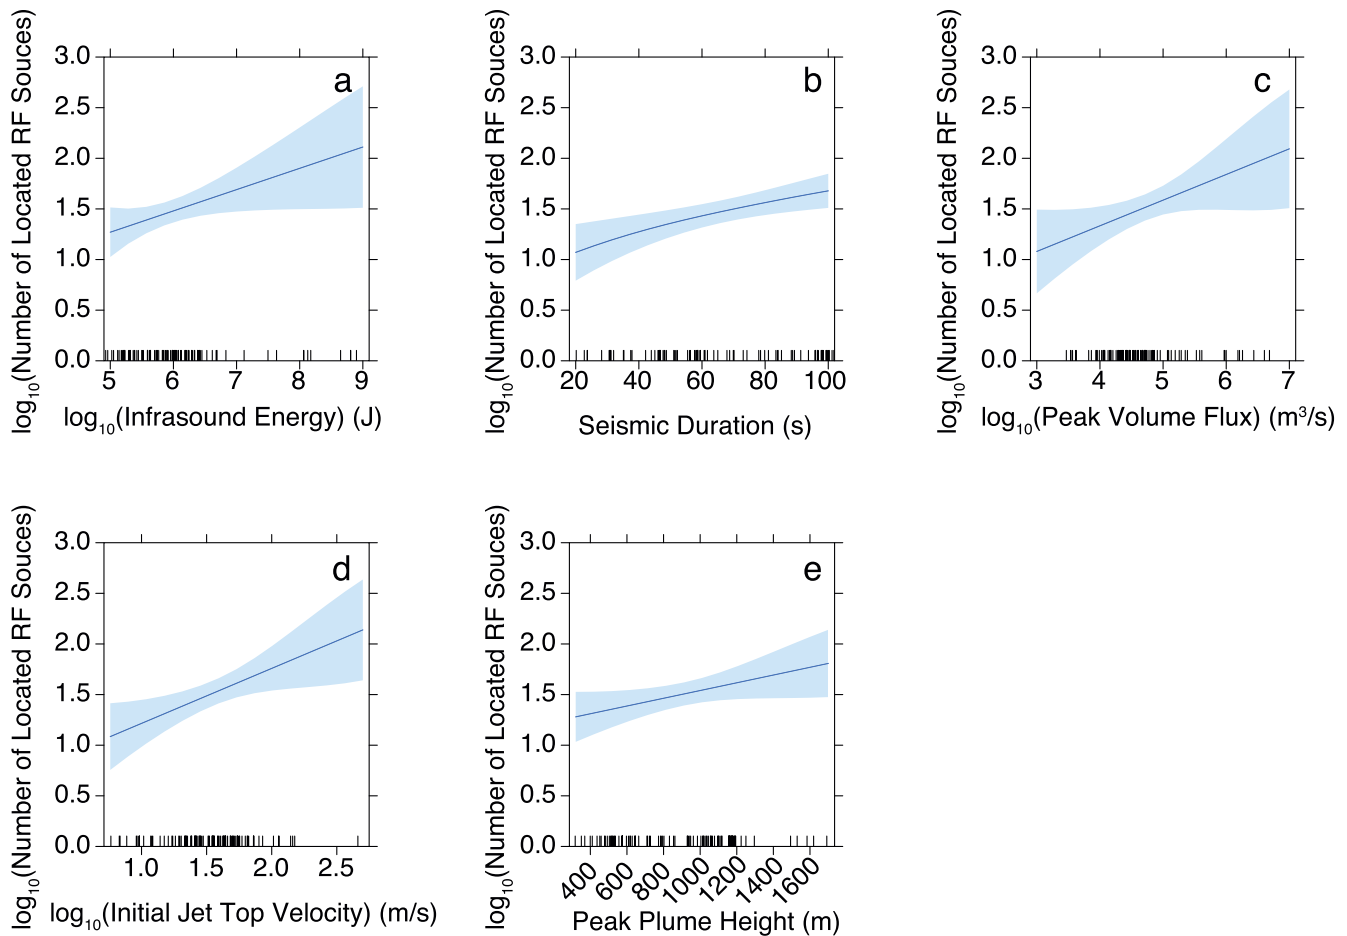 log10(Number of Located RF Souces)
a
3.0
2.5
2.0
1.5
1.0
0.5
0.0
5 6 7 8 9
log10(Infrasound Energy) (J)
log10(Number of Located RF Souces)
b
3.0
2.5
2.0
1.5
1.0
0.5
0.0
20 40 60 80 100
Seismic Duration (s)
log10(Number of Located RF Souces)
c
3.0
2.5
2.0
1.5
1.0
0.5
0.0
3 4 5 6 7
log10(Peak Volume Flux) (m³/s)
log10(Number of Located RF Souces)
d
3.0
2.5
2.0
1.5
1.0
0.5
0.0
1.0 1.5 2.0 2.5
log10(Initial Jet Top Velocity) (m/s)
log10(Number of Located RF Souces)
e
3.0
2.5
2.0
1.5
1.0
0.5
0.0
400 600 800 1000 1200 1400 1600
Peak Plume Height (m)